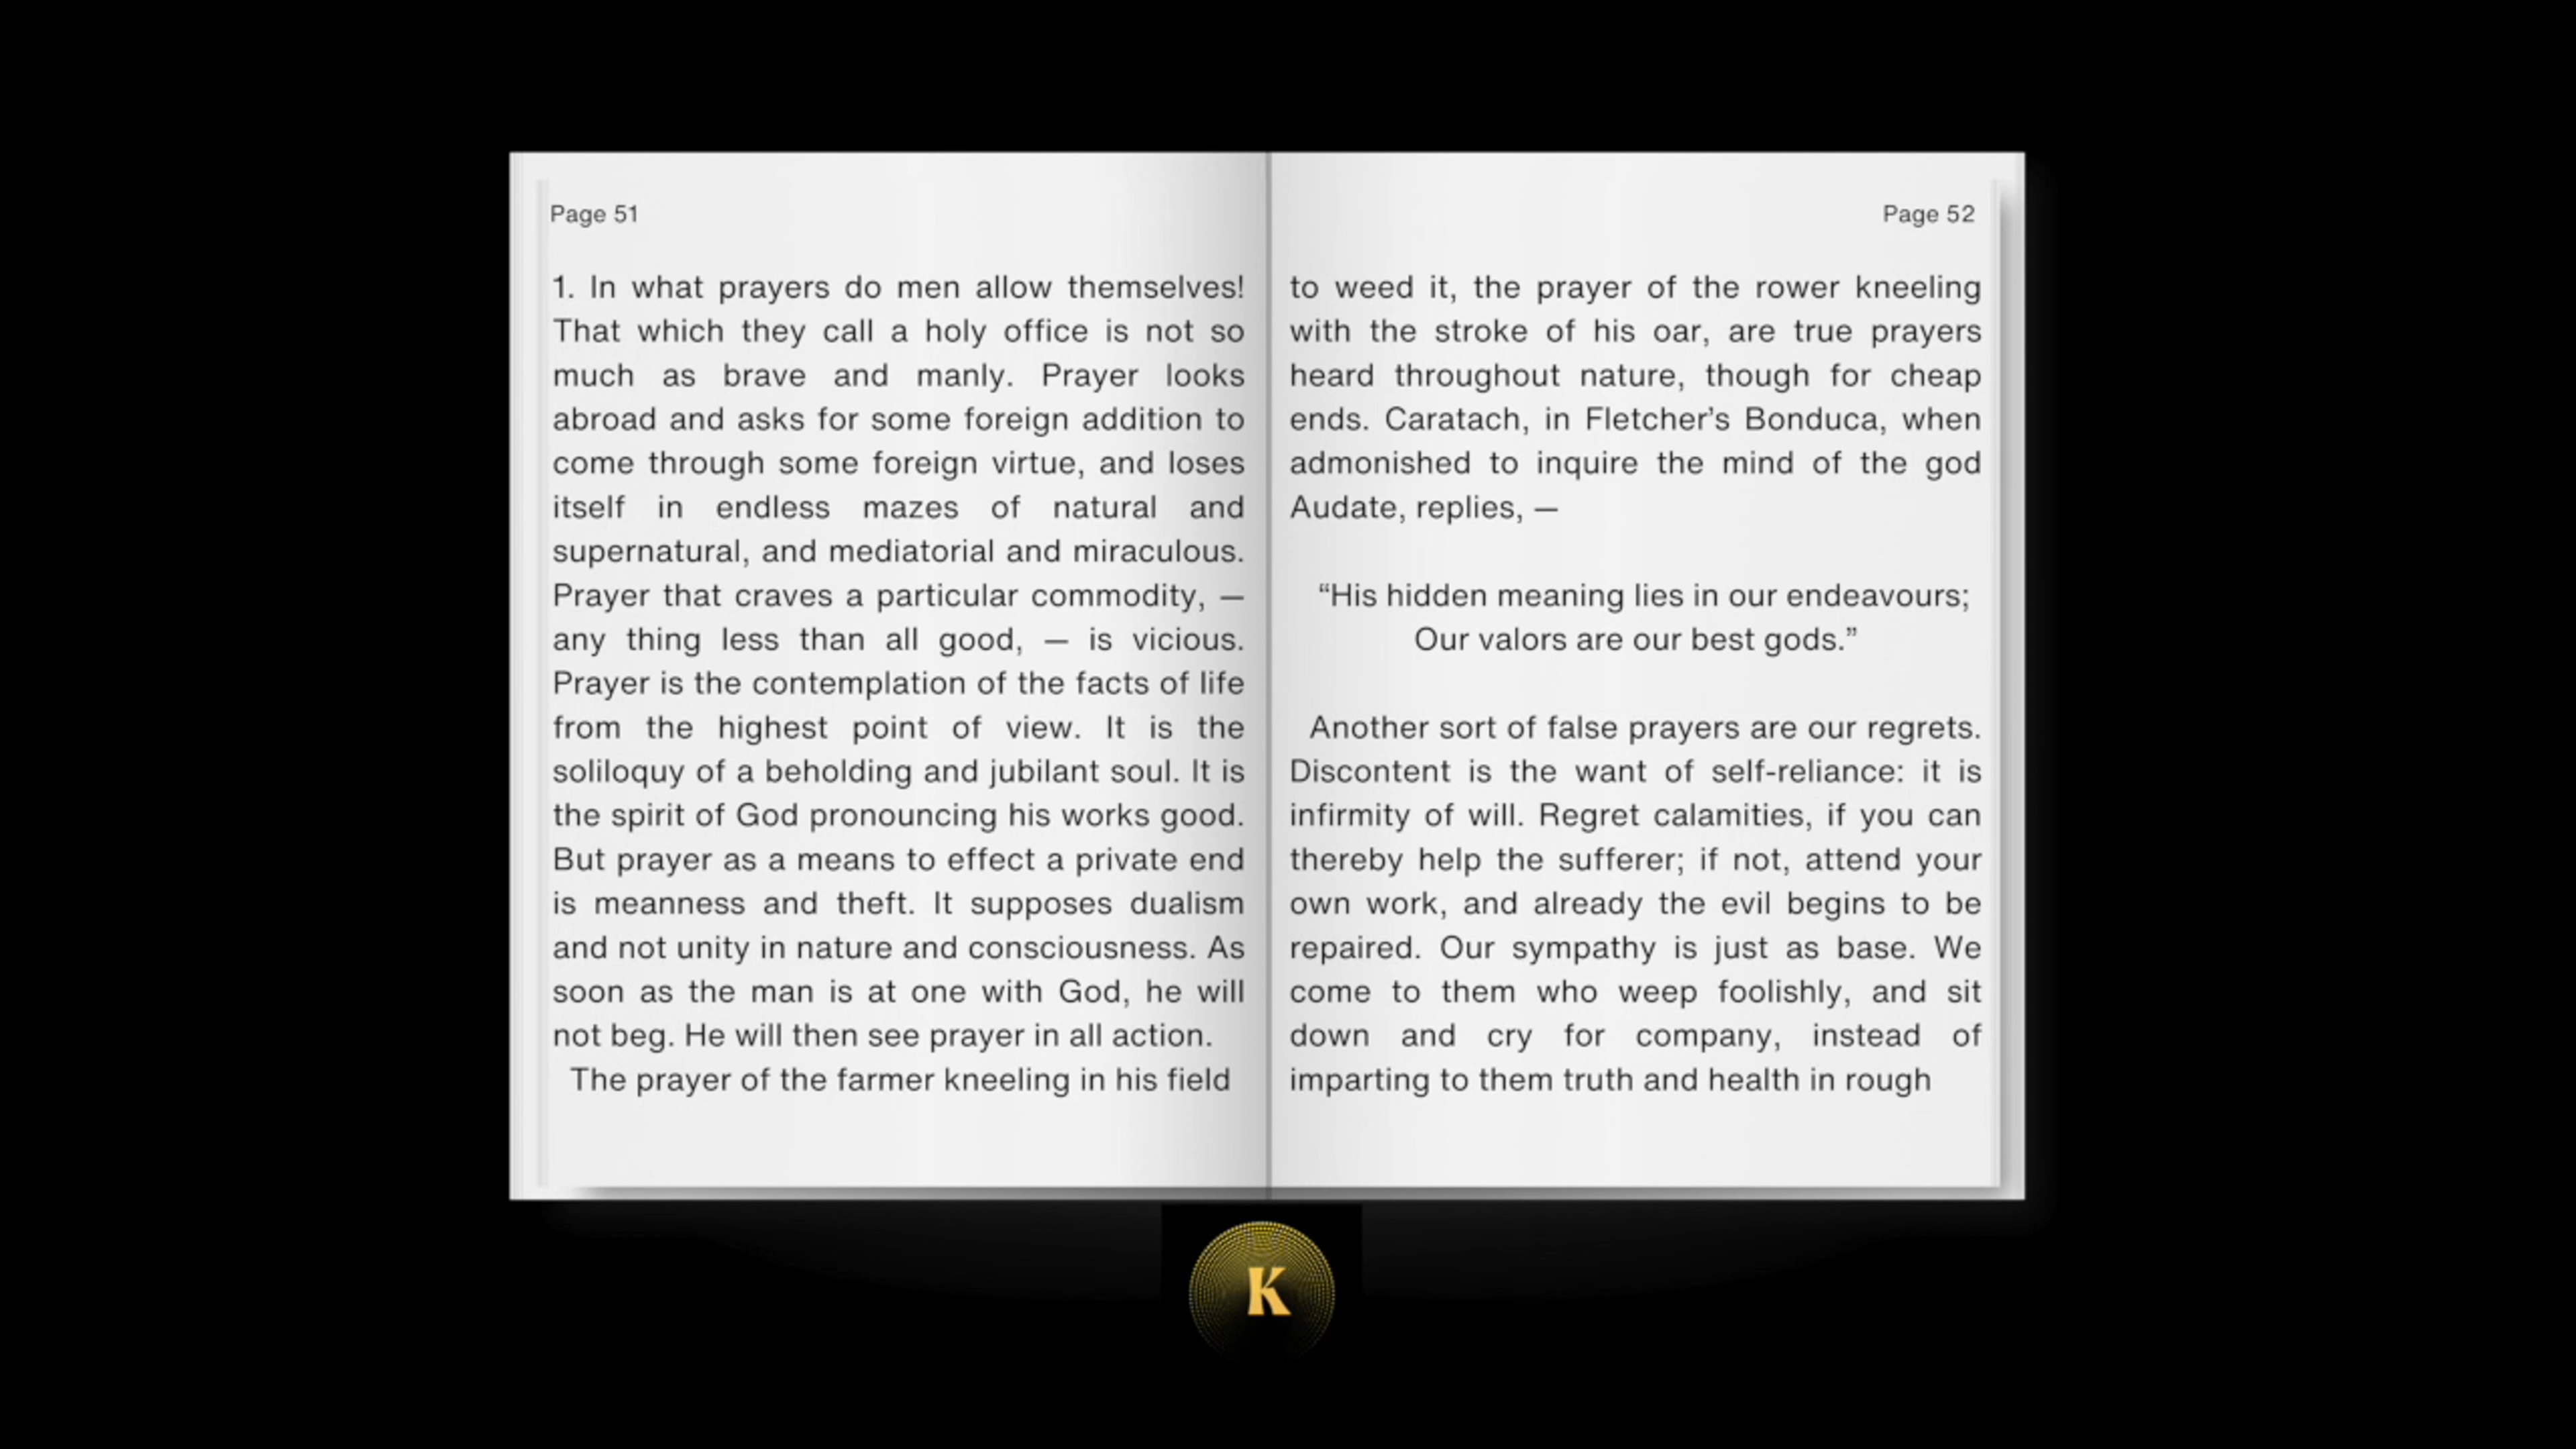 Page 51
1. In what prayers do men allow themselves!
That which they call a holy office is not so
much as brave and manly. Prayer looks
abroad and asks for some foreign addition to
come through some foreign virtue, and loses
itself in endless mazes of natural and
supernatural, and mediatorial and miraculous.
Prayer that craves a particular commodity, —
any thing less than all good, — is vicious.
Prayer is the contemplation of the facts of life
from the highest point of view. It is the
soliloquy of a beholding and jubilant soul. It is
the spirit of God pronouncing his works good.
But prayer as a means to effect a private end
is meanness and theft. It supposes dualism
and not unity in nature and consciousness. As
soon as the man is at one with God, he will
not beg. He will then see prayer in all action.
The prayer of the farmer kneeling in his field
Page 52
to weed it, the prayer of the rower kneeling
with the stroke of his oar, are true prayers
heard throughout nature, though for cheap
ends. Caratach, in Fletcher’s Bonduca, when
admonished to inquire the mind of the god
Audate, replies, —
“His hidden meaning lies in our endeavours;
Our valors are our best gods.”
Another sort of false prayers are our regrets.
Discontent is the want of self-reliance: it is
infirmity of will. Regret calamities, if you can
thereby help the sufferer; if not, attend your
own work, and already the evil begins to be
repaired. Our sympathy is just as base. We
come to them who weep foolishly, and sit
down and cry for company, instead of
imparting to them truth and health in rough
K